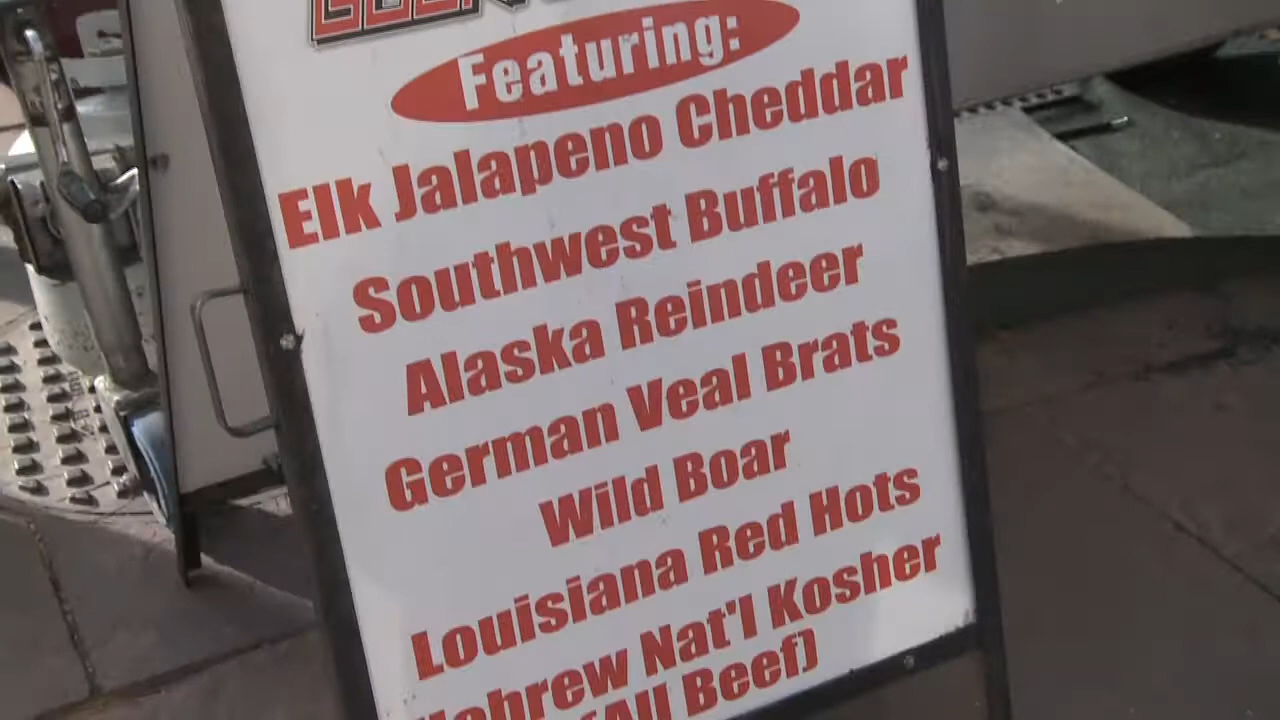 Featuring:
Elk Jalapeno Cheddar
Southwest Buffalo
Alaska Reindeer
German Veal Brats
Wild Boar
Louisiana Red Hots
Hebrew Nat'l Kosher
(All Beef)